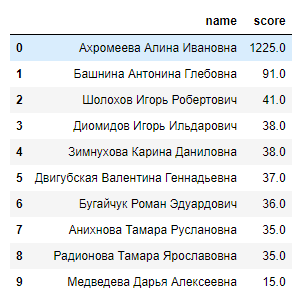 name score
0 Ахромеева Алина Ивановна 1225.0
1 Башнина Антонина Глебовна 91.0
2 Шолохов Игорь Робертович 41.0
3 Диомидов Игорь Ильдарович 38.0
4 Зимнухова Карина Даниловна 38.0
5 Двигубская Валентина Геннадьевна 37.0
6 Бугайчук Роман Эдуардович 36.0
7 Анихнова Тамара Руслановна 35.0
8 Радионова Тамара Ярославовна 35.0
9 Медведева Дарья Алексеевна 15.0